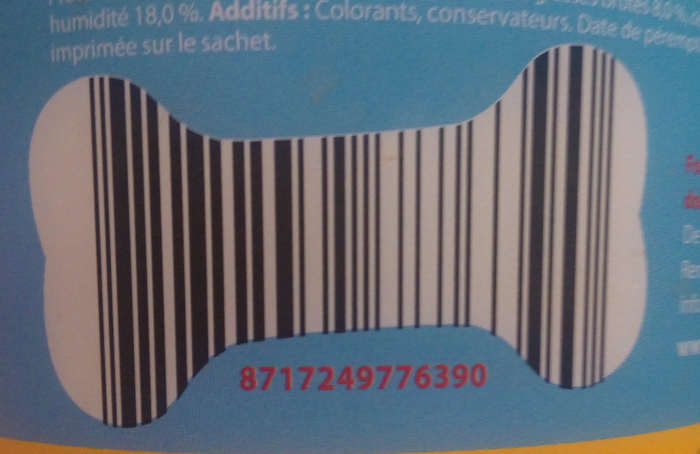 humidité 18,0 %. Additifs : Colorants, conservateurs. Date de
imprimée sur le sachet.
8717249776390